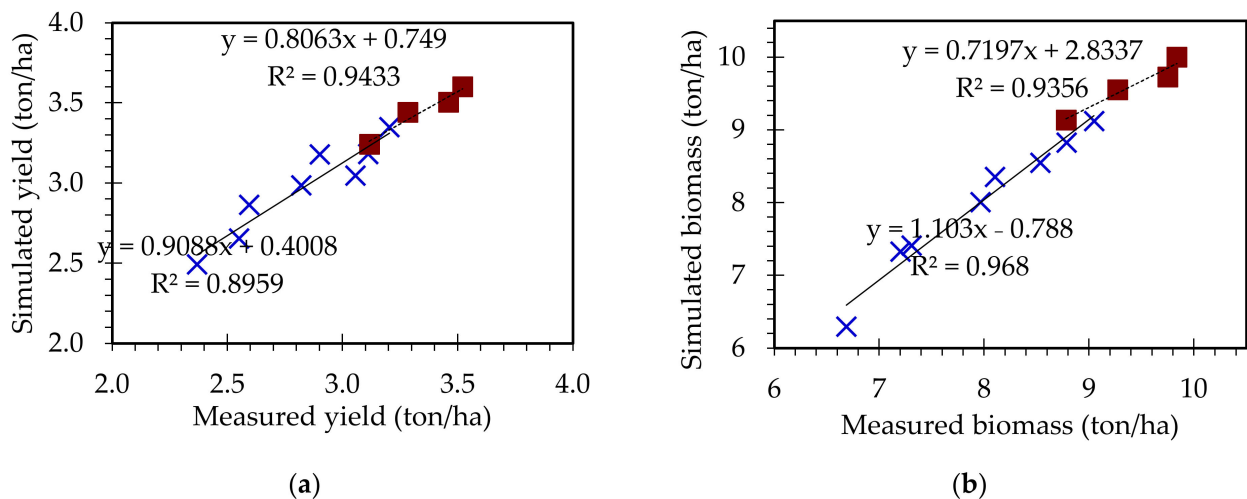 Simulated yield (ton/ha)
4.0
3.5
3.0
2.5
2.0
y = 0.8063x + 0.749
R² = 0.9433
y = 0.9088x + 0.4008
R² = 0.8959
2.0 2.5 3.0 3.5 4.0
Measured yield (ton/ha)
(a)
Simulated biomass (ton/ha)
10
9
8
7
6
y = 0.7197x + 2.8337
R² = 0.9356
y = 1.103x - 0.788
R² = 0.968
6 7 8 9 10
Measured biomass (ton/ha)
(b)